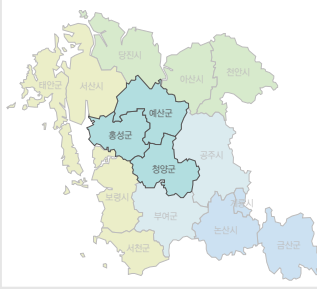 당진시
아산시
천안시
태안군
서산시
예산군
홍성군
청양군
공주시
보령시
부여군
계룡시
논산시
서천군
금산군